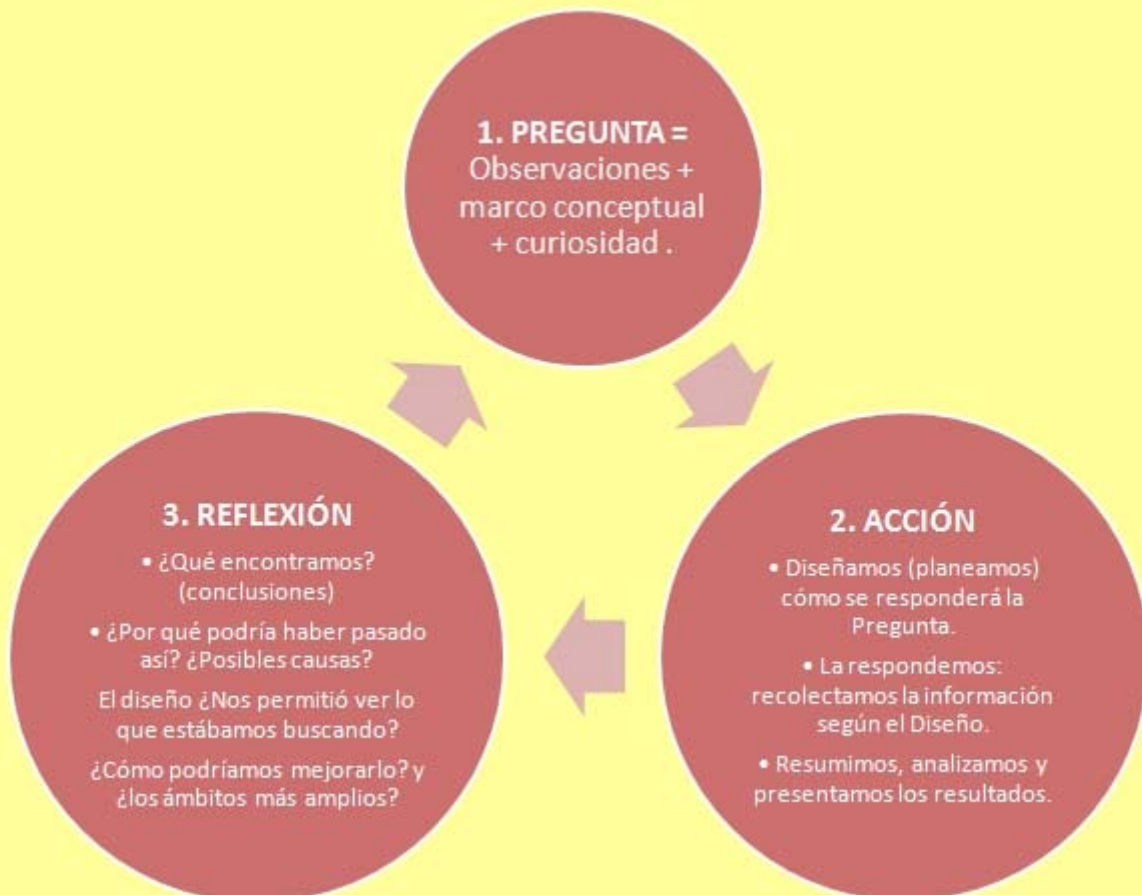 1. PREGUNTA =
Observaciones +
marco conceptual
+ curiosidad .
2. ACCIÓN
• Diseñamos (planeamos)
cómo se responderá la
Pregunta.
• La respondemos:
recolectamos la información
según el Diseño.
• Resumimos, analizamos y
presentamos los resultados.
3. REFLEXIÓN
• ¿Qué encontramos?
(conclusiones)
• ¿Por qué podría haber pasado
así? ¿Posibles causas?
El diseño ¿Nos permitió ver lo
que estábamos buscando?
¿Cómo podríamos mejorarlo? y
¿los ámbitos más amplios?